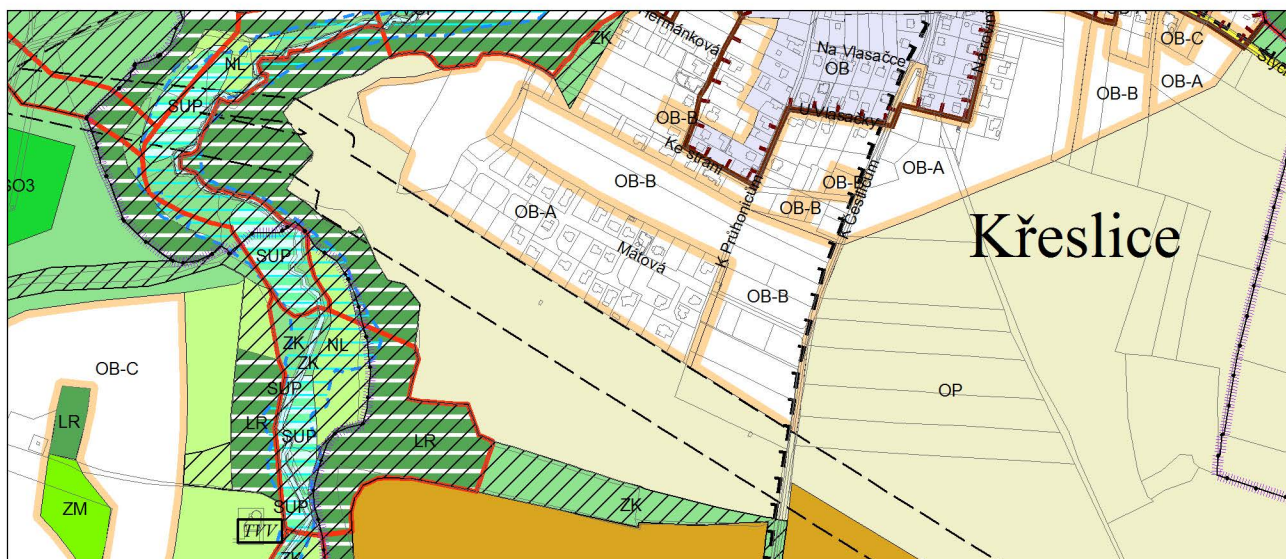 ZK
Heřmánková
Na Vlasačce
OB
OB-C
NL
OB-B
OB-A
SUP
U Vlasačky
OB-B
Ke stráni
SO3
OB-B
OB-A
OB-B
OB-A
K Průhonicům
K Čestlicům
Křeslice
SUP
Mátová
OB-B
ZK
NL
ZK
OB-C
SUP
OP
LR
LR
SUP
LR
ZM
SUP
ZK
TVV
ZK